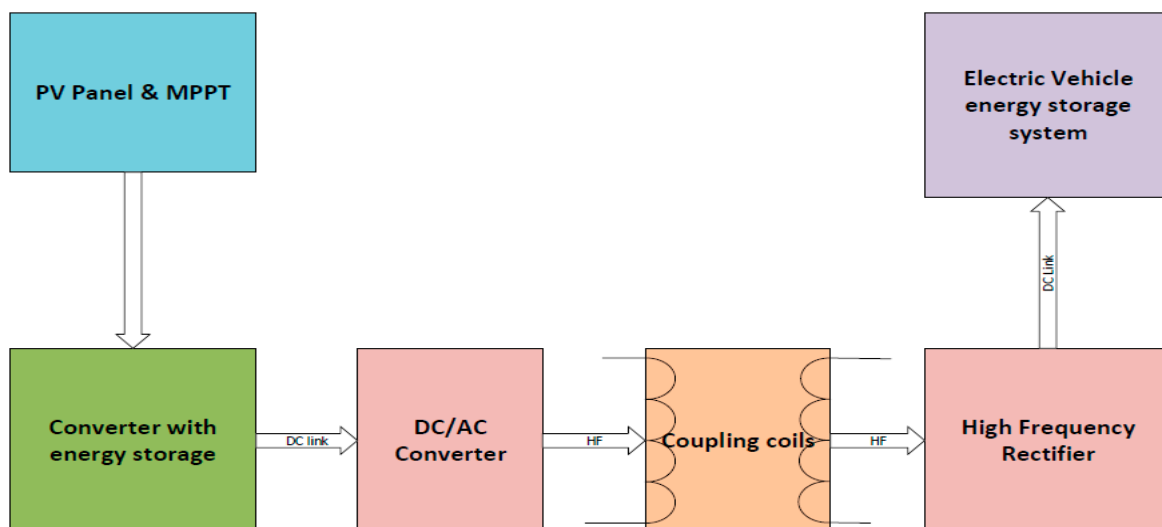 PV Panel & MPPT
Electric Vehicle
energy storage
system
DC Link
Converter with
energy storage
DC link
DC/AC
Converter
HF
Coupling coils
HF
High Frequency
Rectifier